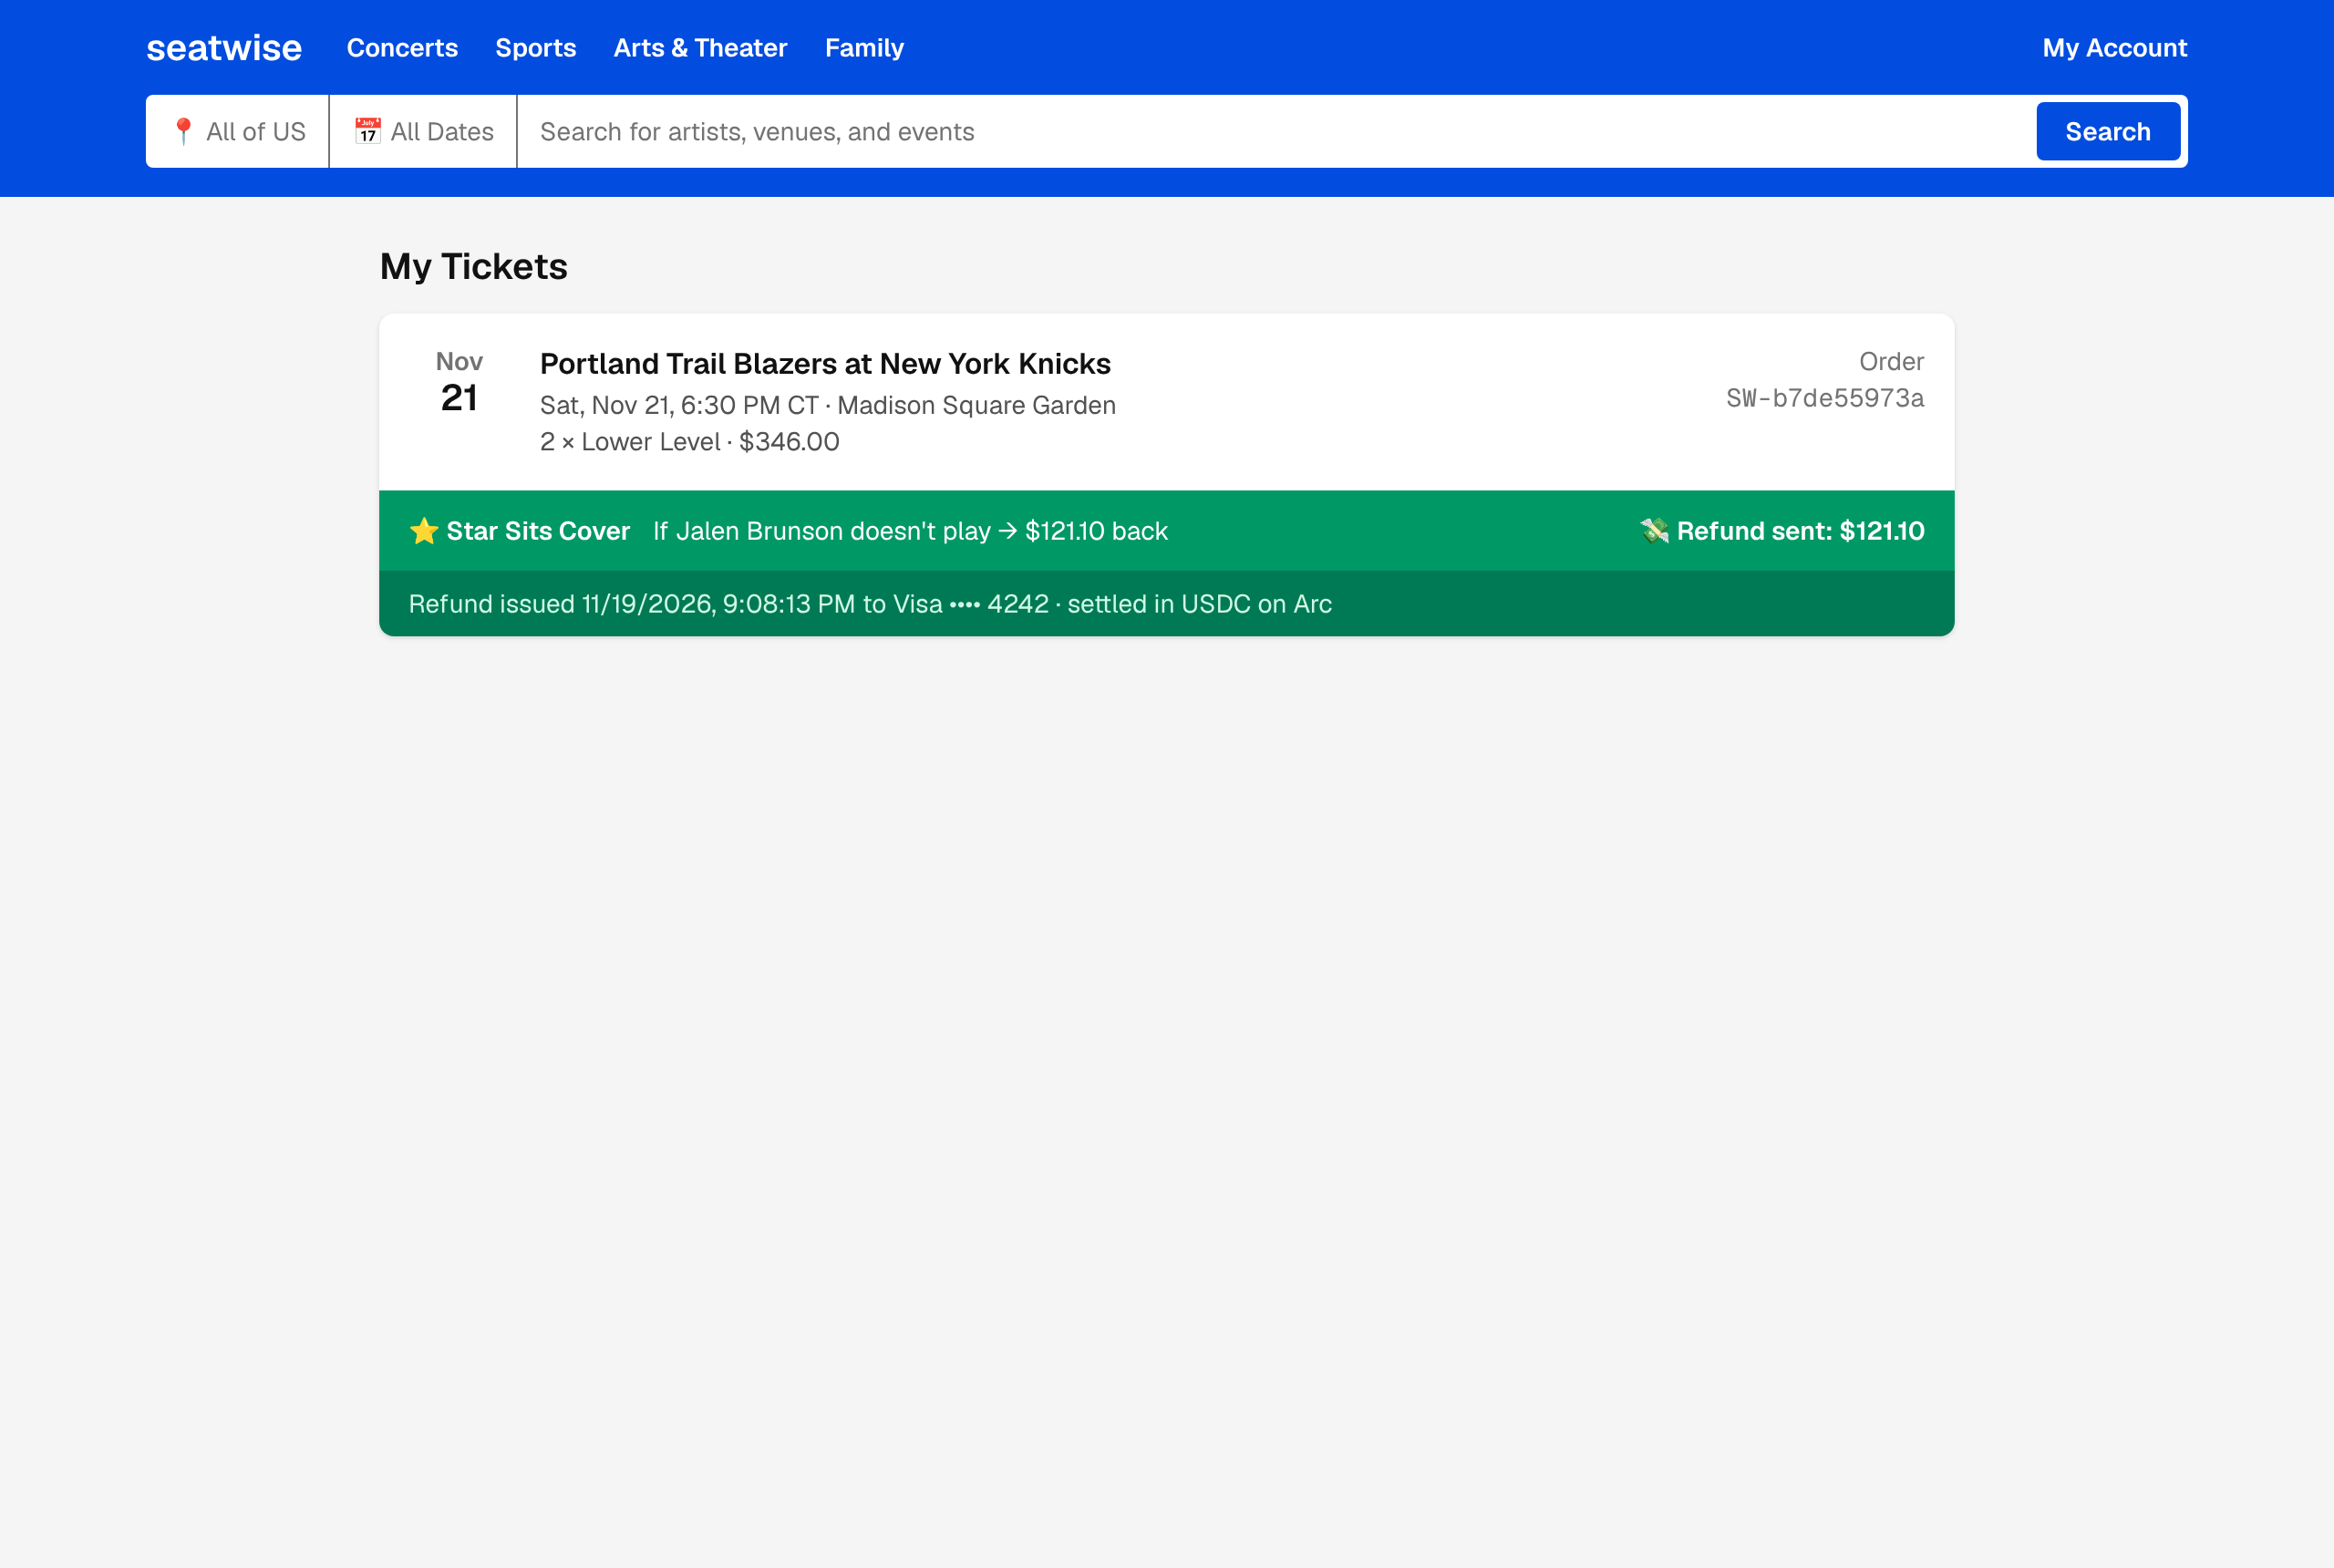 seatwise Concerts Sports Arts & Theater Family My Account
📍 All of US 📅 All Dates Search for artists, venues, and events Search
My Tickets
Nov
21
Portland Trail Blazers at New York Knicks
Sat, Nov 21, 6:30 PM CT · Madison Square Garden
2 × Lower Level · $346.00
Order
SW-b7de55973a
⭐ Star Sits Cover If Jalen Brunson doesn't play → $121.10 back 💸 Refund sent: $121.10
Refund issued 11/19/2026, 9:08:13 PM to Visa •••• 4242 · settled in USDC on Arc